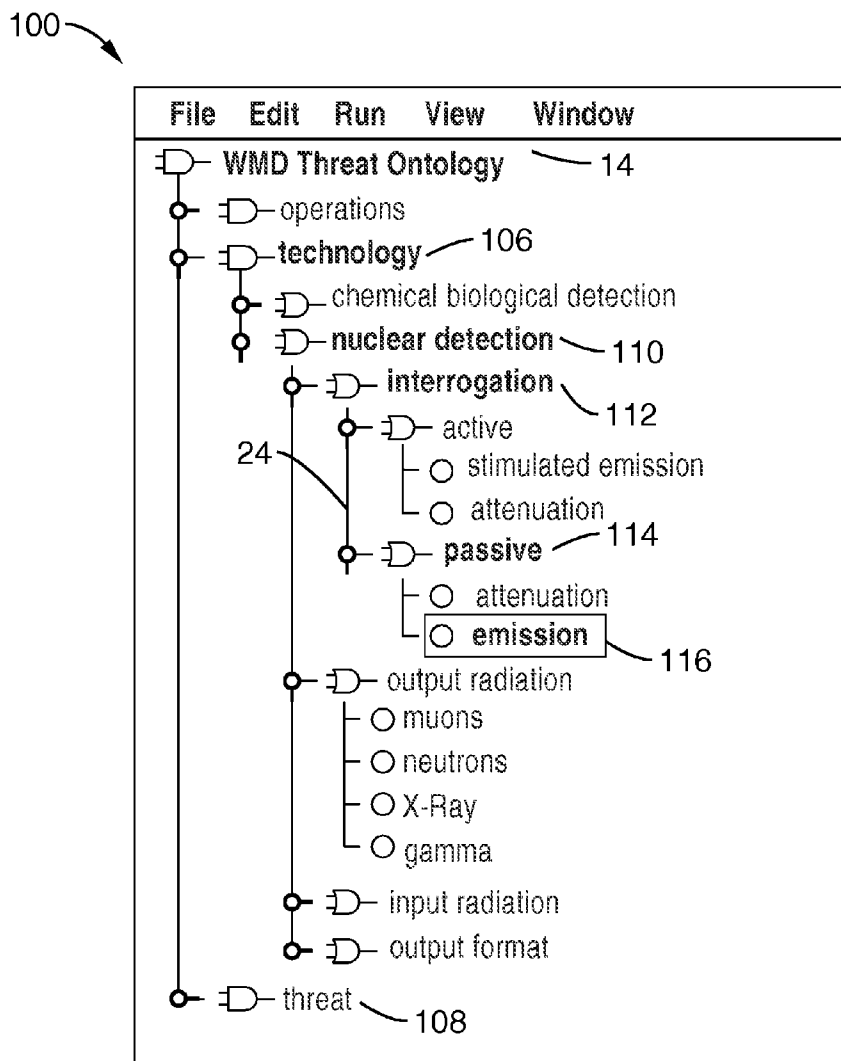 100
File Edit Run View Window
WMD Threat Ontology 14
operations
technology 106
chemical biological detection
nuclear detection 110
interrogation 112
active
24
stimulated emission
attenuation
passive 114
attenuation
emission 116
output radiation
muons
neutrons
X-Ray
gamma
input radiation
output format
threat 108